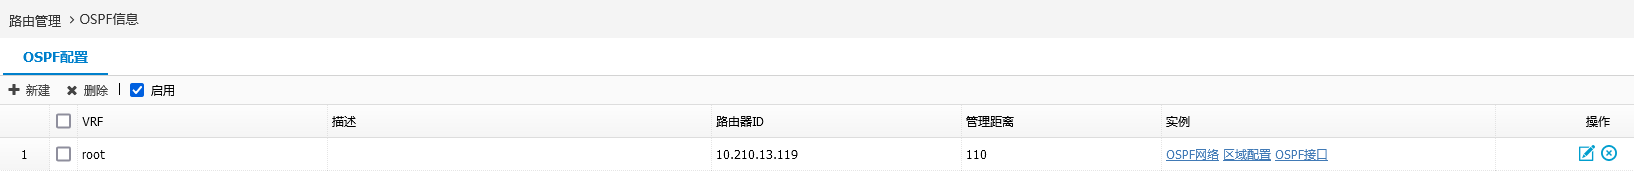 路由管理 > OSPF信息
OSPF配置
新建 删除 | 启用
VRF 描述 路由器ID 管理距离 实例 操作
1 root 10.210.13.119 110 OSPF网络 区域配置 OSPF接口